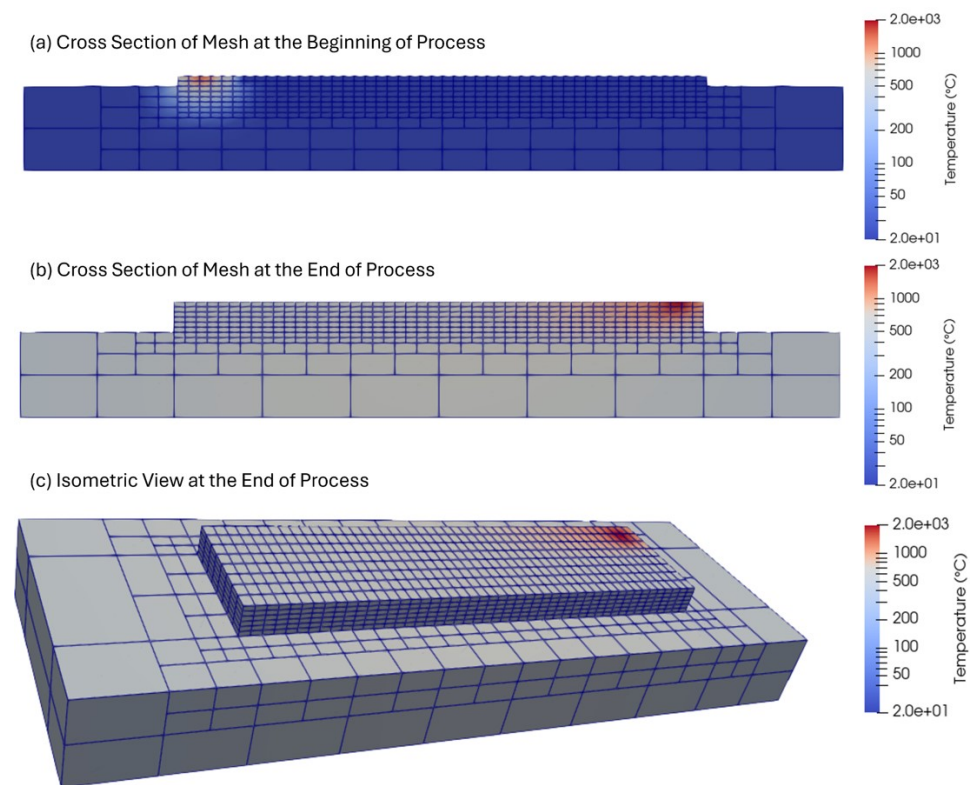 (a) Cross Section of Mesh at the Beginning of Process
2.0e+03
1000
500
200
100
50
2.0e+01
Temperature (°C)
(b) Cross Section of Mesh at the End of Process
2.0e+03
1000
500
200
100
50
2.0e+01
Temperature (°C)
(c) Isometric View at the End of Process
2.0e+03
1000
500
200
100
50
2.0e+01
Temperature (°C)